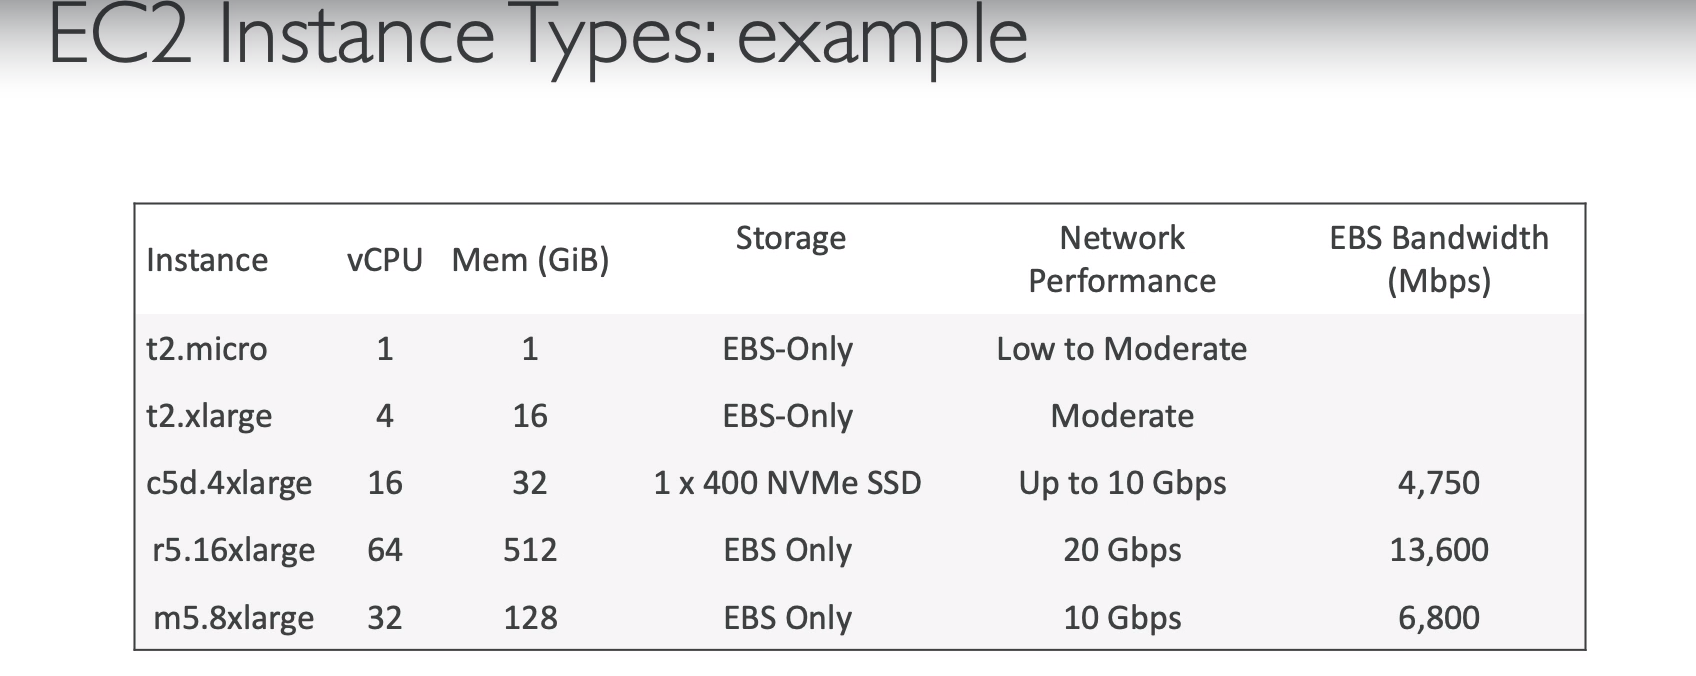 EC2 Instance Types: example
Instance vCPU Mem (GiB) Storage Network Performance EBS Bandwidth (Mbps)
t2.micro 1 1 EBS-Only Low to Moderate
t2.xlarge 4 16 EBS-Only Moderate
c5d.4xlarge 16 32 1 x 400 NVMe SSD Up to 10 Gbps 4,750
r5.16xlarge 64 512 EBS Only 20 Gbps 13,600
m5.8xlarge 32 128 EBS Only 10 Gbps 6,800